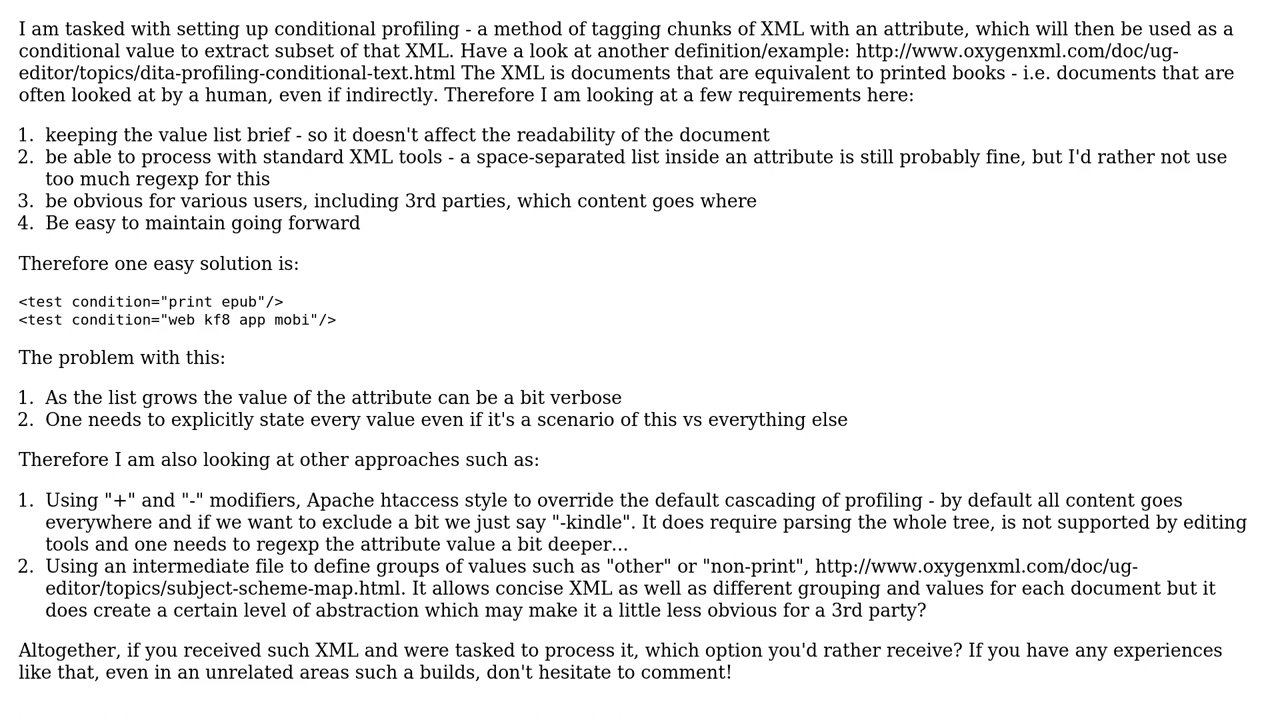 I am tasked with setting up conditional profiling - a method of tagging chunks of XML with an attribute, which will then be used as a
conditional value to extract subset of that XML. Have a look at another definition/example: http://www.oxygenxml.com/doc/ug-
editor/topics/dita-profiling-conditional-text.html The XML is documents that are equivalent to printed books - i.e. documents that are
often looked at by a human, even if indirectly. Therefore I am looking at a few requirements here:
1. keeping the value list brief - so it doesn't affect the readability of the document
2. be able to process with standard XML tools - a space-separated list inside an attribute is still probably fine, but I'd rather not use
too much regexp for this
3. be obvious for various users, including 3rd parties, which content goes where
4. Be easy to maintain going forward
Therefore one easy solution is:
<test condition="print epub"/>
<test condition="web kf8 app mobi"/>
The problem with this:
1. As the list grows the value of the attribute can be a bit verbose
2. One needs to explicitly state every value even if it's a scenario of this vs everything else
Therefore I am also looking at other approaches such as:
1. Using "+" and "-" modifiers, Apache htaccess style to override the default cascading of profiling - by default all content goes
everywhere and if we want to exclude a bit we just say "-kindle". It does require parsing the whole tree, is not supported by editing
tools and one needs to regexp the attribute value a bit deeper...
2. Using an intermediate file to define groups of values such as "other" or "non-print", http://www.oxygenxml.com/doc/ug-
editor/topics/subject-scheme-map.html. It allows concise XML as well as different grouping and values for each document but it
does create a certain level of abstraction which may make it a little less obvious for a 3rd party?
Altogether, if you received such XML and were tasked to process it, which option you'd rather receive? If you have any experiences
like that, even in an unrelated areas such a builds, don't hesitate to comment!